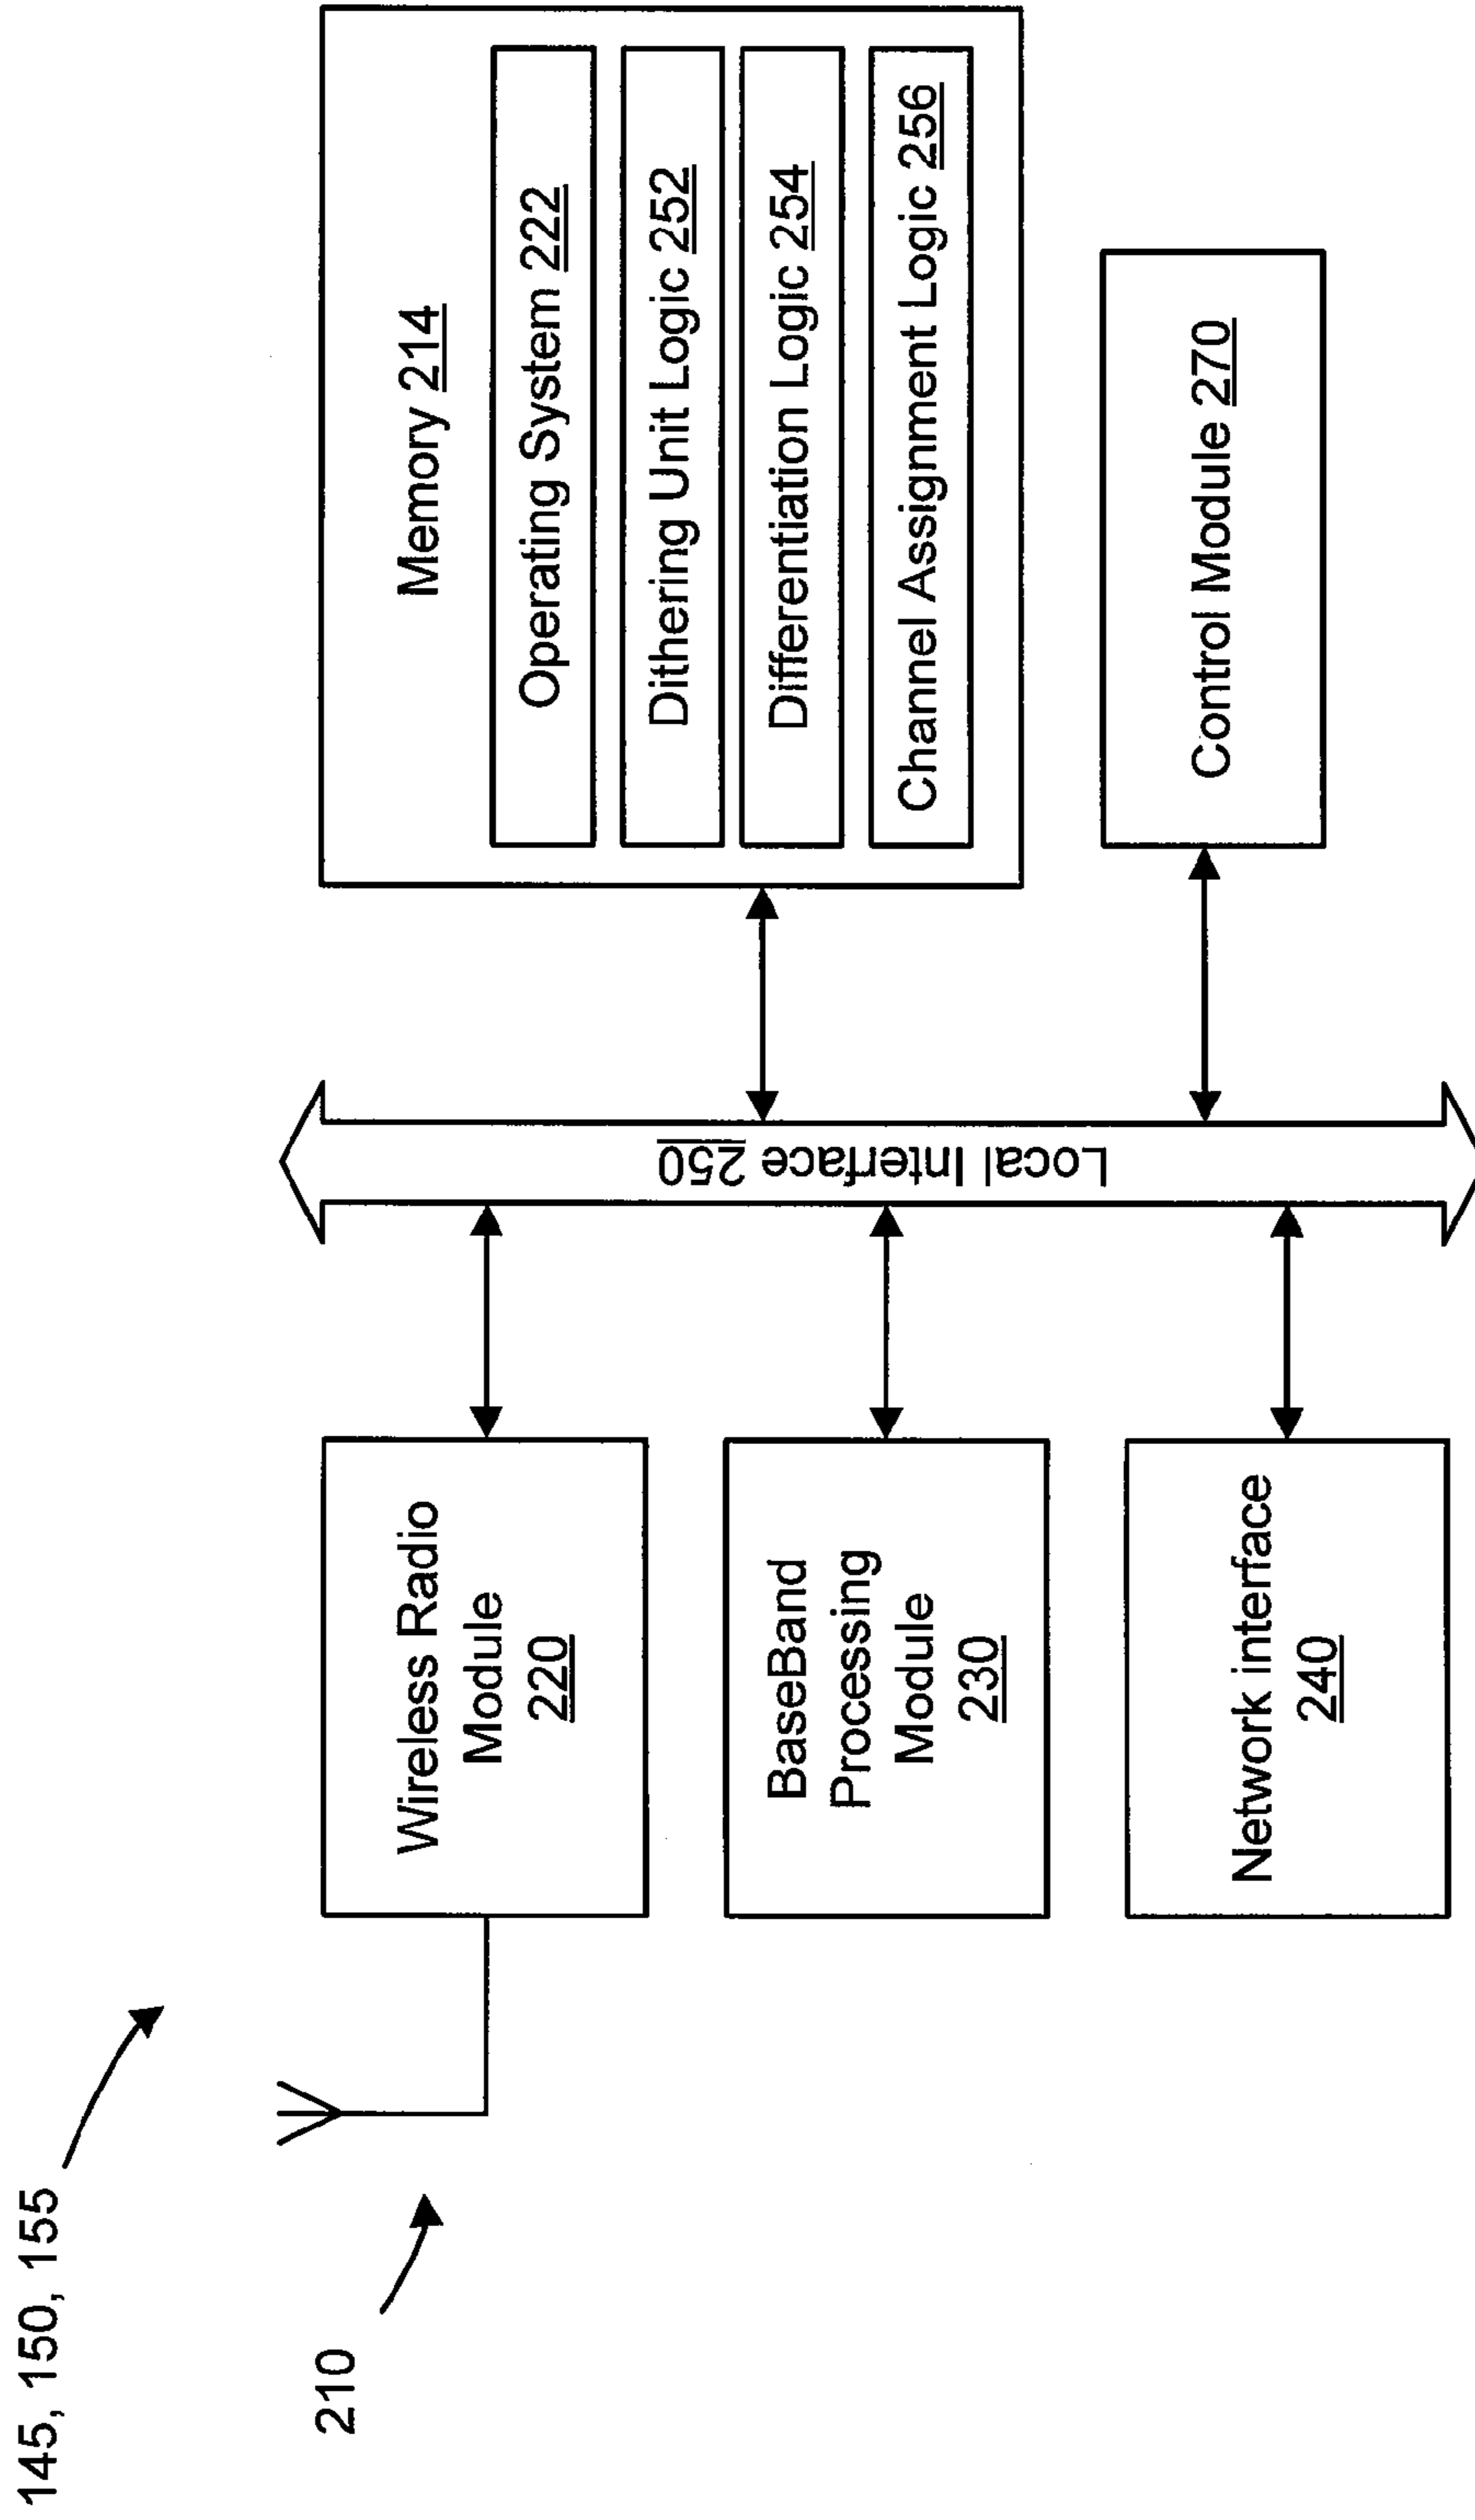 145, 150, 155
210
Wireless Radio
Module
220
BaseBand
Processing
Module
230
Network interface
240
Local Interface 250
Memory 214
Operating System 222
Dithering Unit Logic 252
Differentiation Logic 254
Channel Assignment Logic 256
Control Module 270